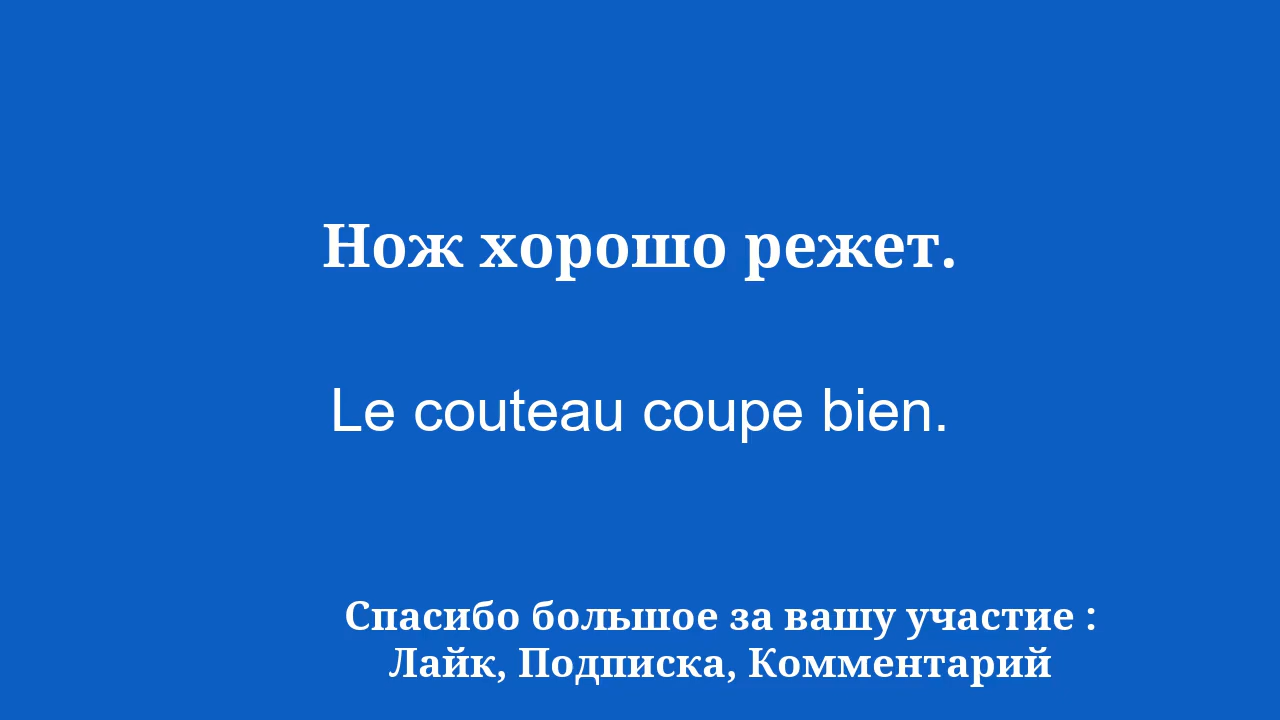 Нож хорошо режет.
Le couteau coupe bien.
Спасибо большое за вашу участие :
Лайк, Подписка, Комментарий